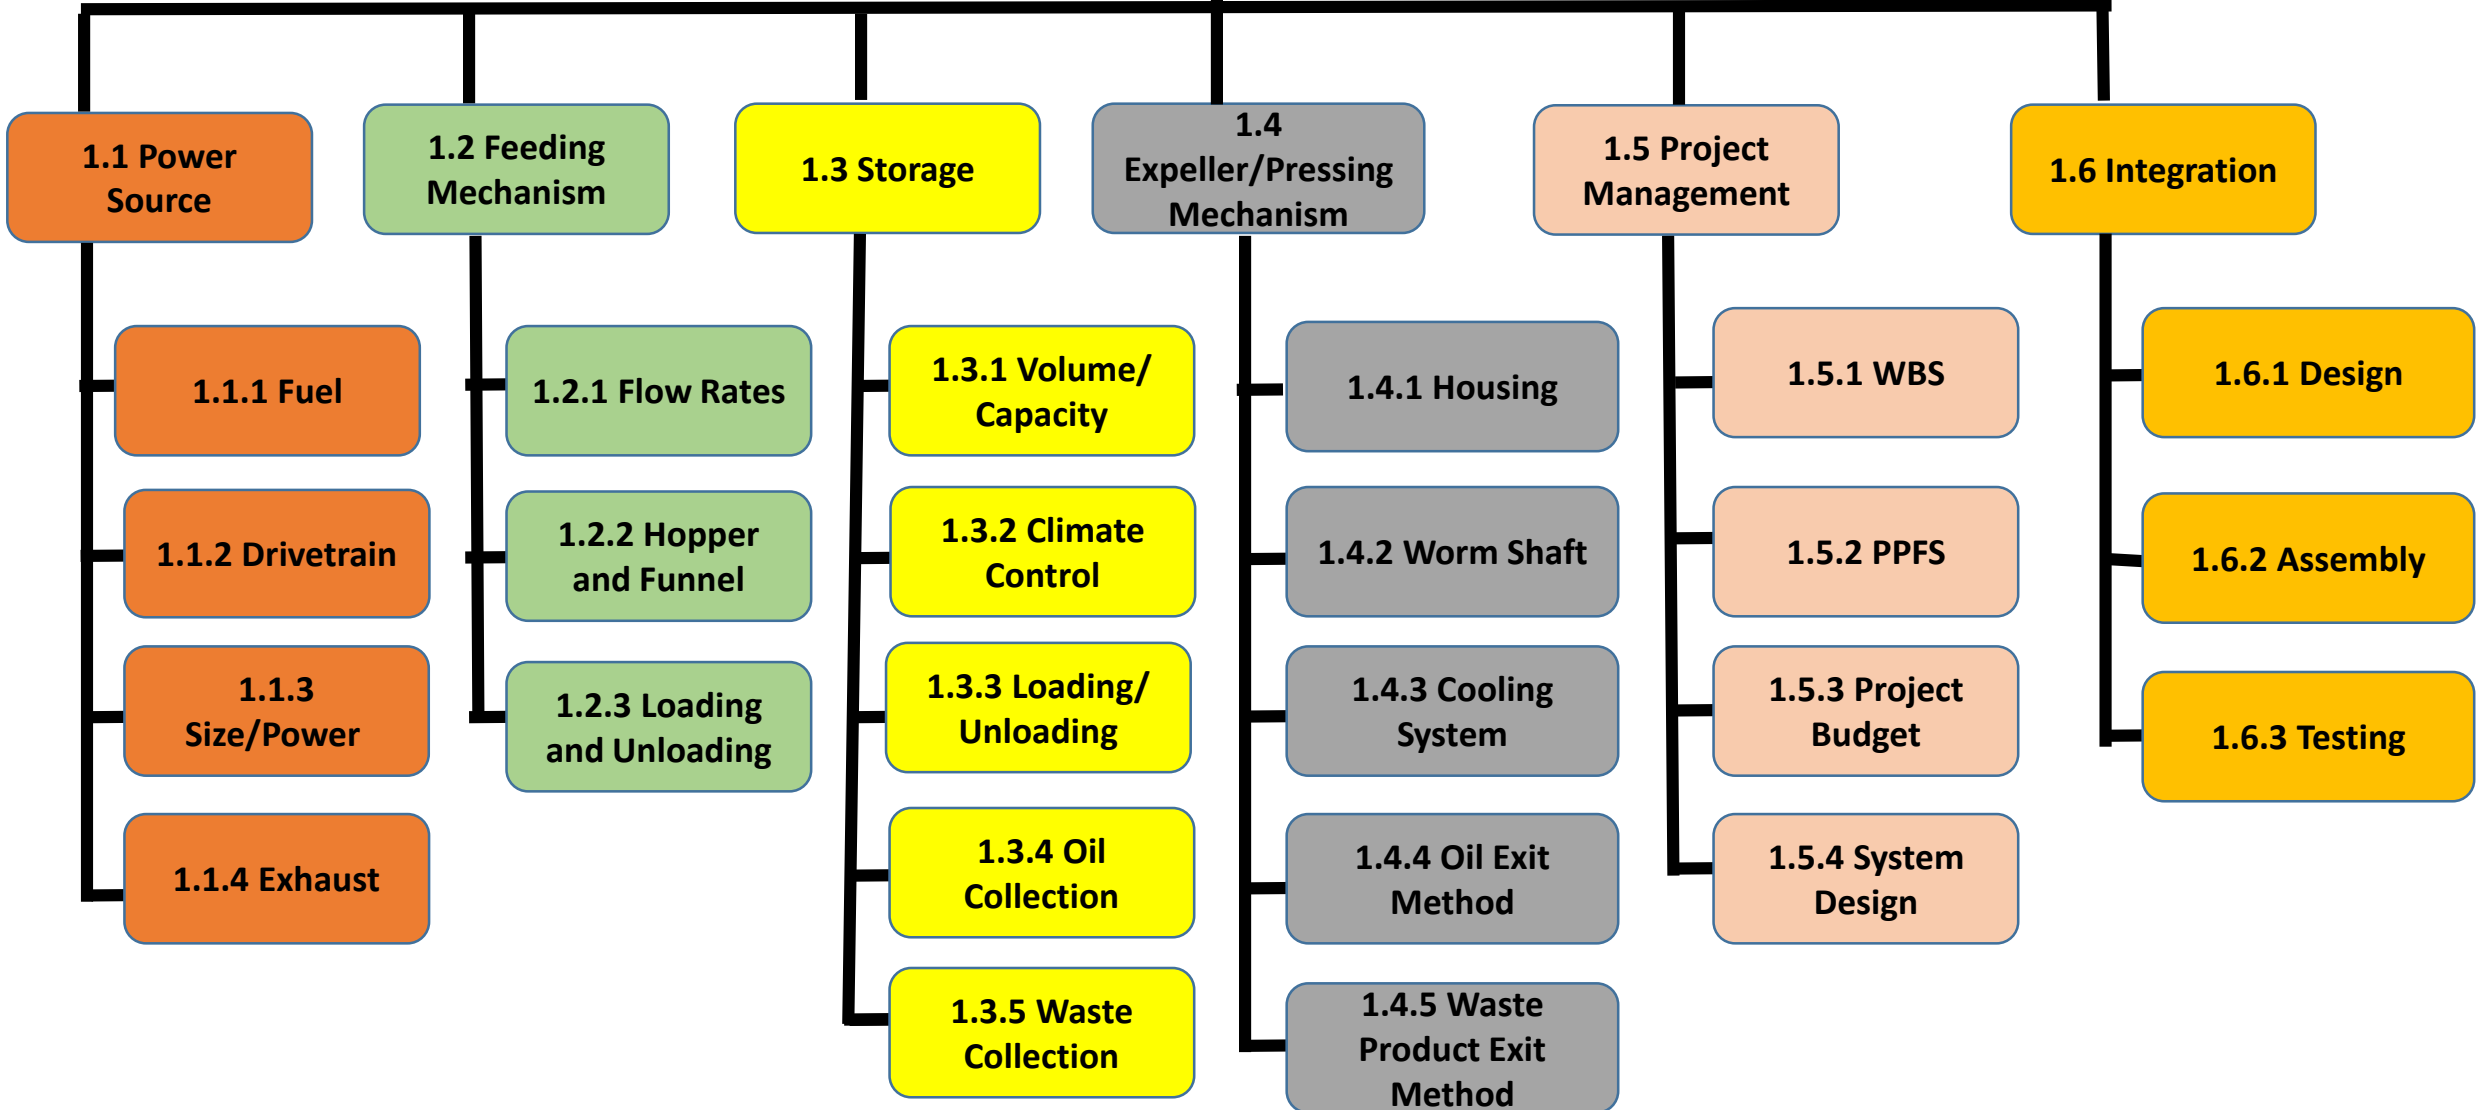 1.1 Power
Source
1.2 Feeding
Mechanism
1.3 Storage
1.4
Expeller/Pressing
Mechanism
1.5 Project
Management
1.6 Integration
1.1.1 Fuel
1.1.2 Drivetrain
1.1.3
Size/Power
1.1.4 Exhaust
1.2.1 Flow Rates
1.2.2 Hopper
and Funnel
1.2.3 Loading
and Unloading
1.3.1 Volume/
Capacity
1.3.2 Climate
Control
1.3.3 Loading/
Unloading
1.3.4 Oil
Collection
1.3.5 Waste
Collection
1.4.1 Housing
1.4.2 Worm Shaft
1.4.3 Cooling
System
1.4.4 Oil Exit
Method
1.4.5 Waste
Product Exit
Method
1.5.1 WBS
1.5.2 PPFS
1.5.3 Project
Budget
1.5.4 System
Design
1.6.1 Design
1.6.2 Assembly
1.6.3 Testing